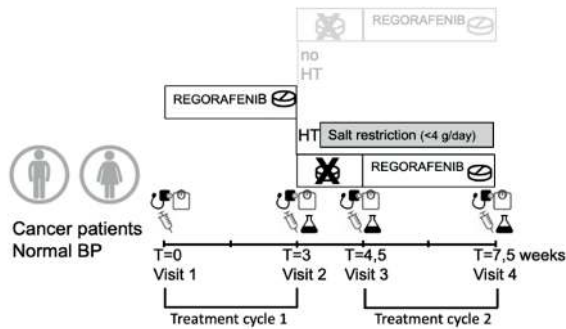 REGORAFENIB
no
HT
REGORAFENIB
HT Salt restriction (<4 g/day)
REGORAFENIB
Cancer patients
Normal BP
T=0 T=3 T=4,5 T=7,5 weeks
Visit 1 Visit 2 Visit 3 Visit 4
Treatment cycle 1 Treatment cycle 2